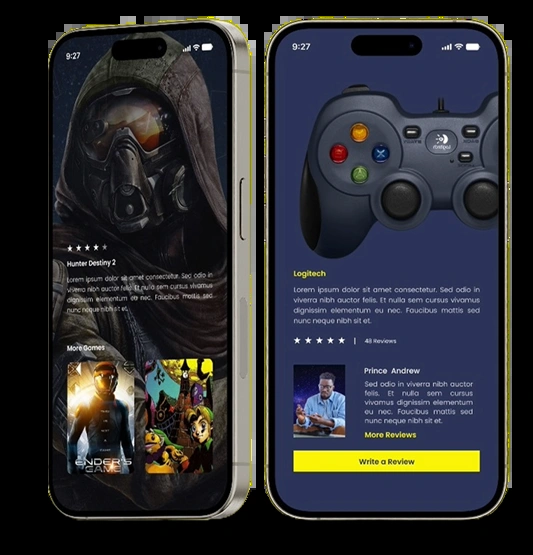 9:27
Hunter Destiny 2
Lorem ipsum dolor sit amet consectetur. Sed odio in
viverra nibh auctor felis. Et nulla sem cursus vivamus
dignissim elementum eu nec. Faucibus mattis sed
nunc neque nibh sit et.
More Games
ENDER'S
GAME
9:27
Logitech
Lorem ipsum dolor sit amet consectetur. Sed odio in
viverra nibh auctor felis. Et nulla sem cursus vivamus
dignissim elementum eu nec. Faucibus mattis sed
nunc neque nibh sit et.
| 48 Reviews
Prince Andrew
Sed odio in viverra nibh auctor
felis. Et nulla sem cursus
vivamus dignissim elementum
eu nec. Faucibus mattis sed
nunc neque nibh sit et.
More Reviews
Write a Review